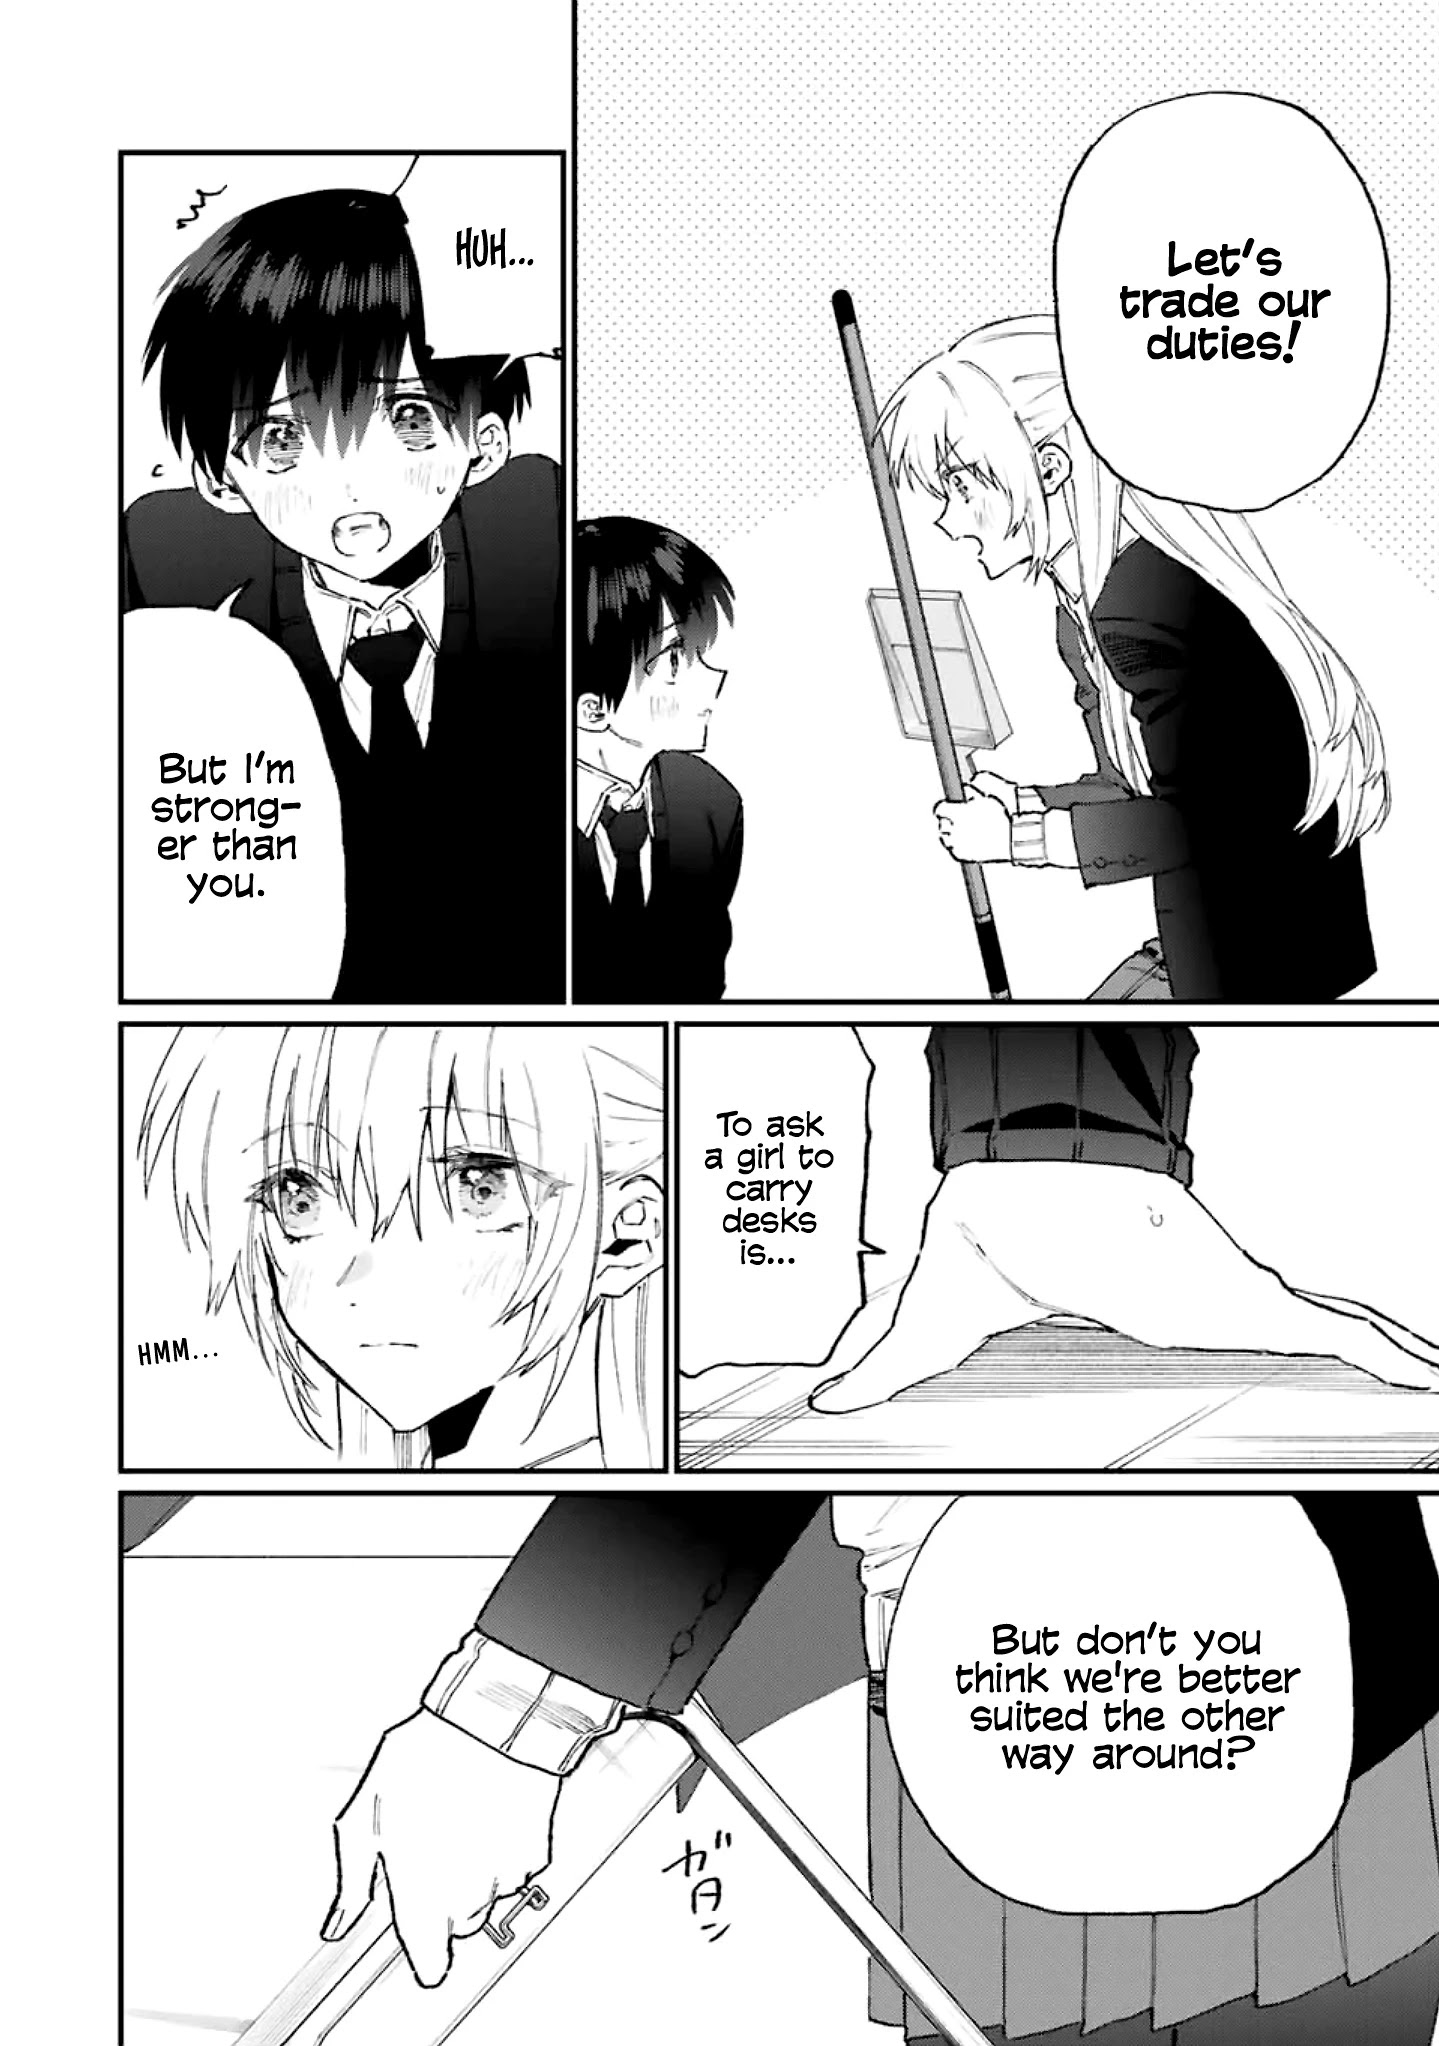 Let's
trade our
duties!
HUH...
But I'm
strong-
er than
you.
To ask
a girl to
carry
desks
is...
HMM...
But don't you
think we're better
suited the other
way around?
ガタン